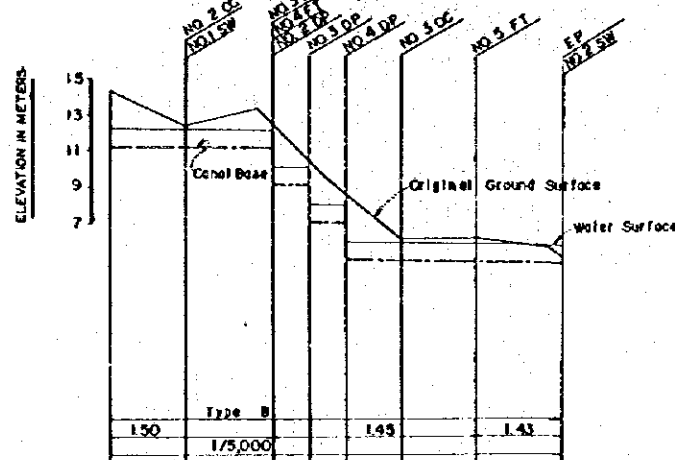 NO. 2 OG
NO.1 SW
NO. 4 FT
NO. 2 DP
NO. 3 DP
NO. 4 DP
NO. 3 OG
NO. 5 FT
EP
NO. 2 SW
ELEVATION IN METERS
15
13
11
9
7
Canal Base
Original Ground Surface
Water Surface
Type B
1.50
1.45
1.43
1/5,000